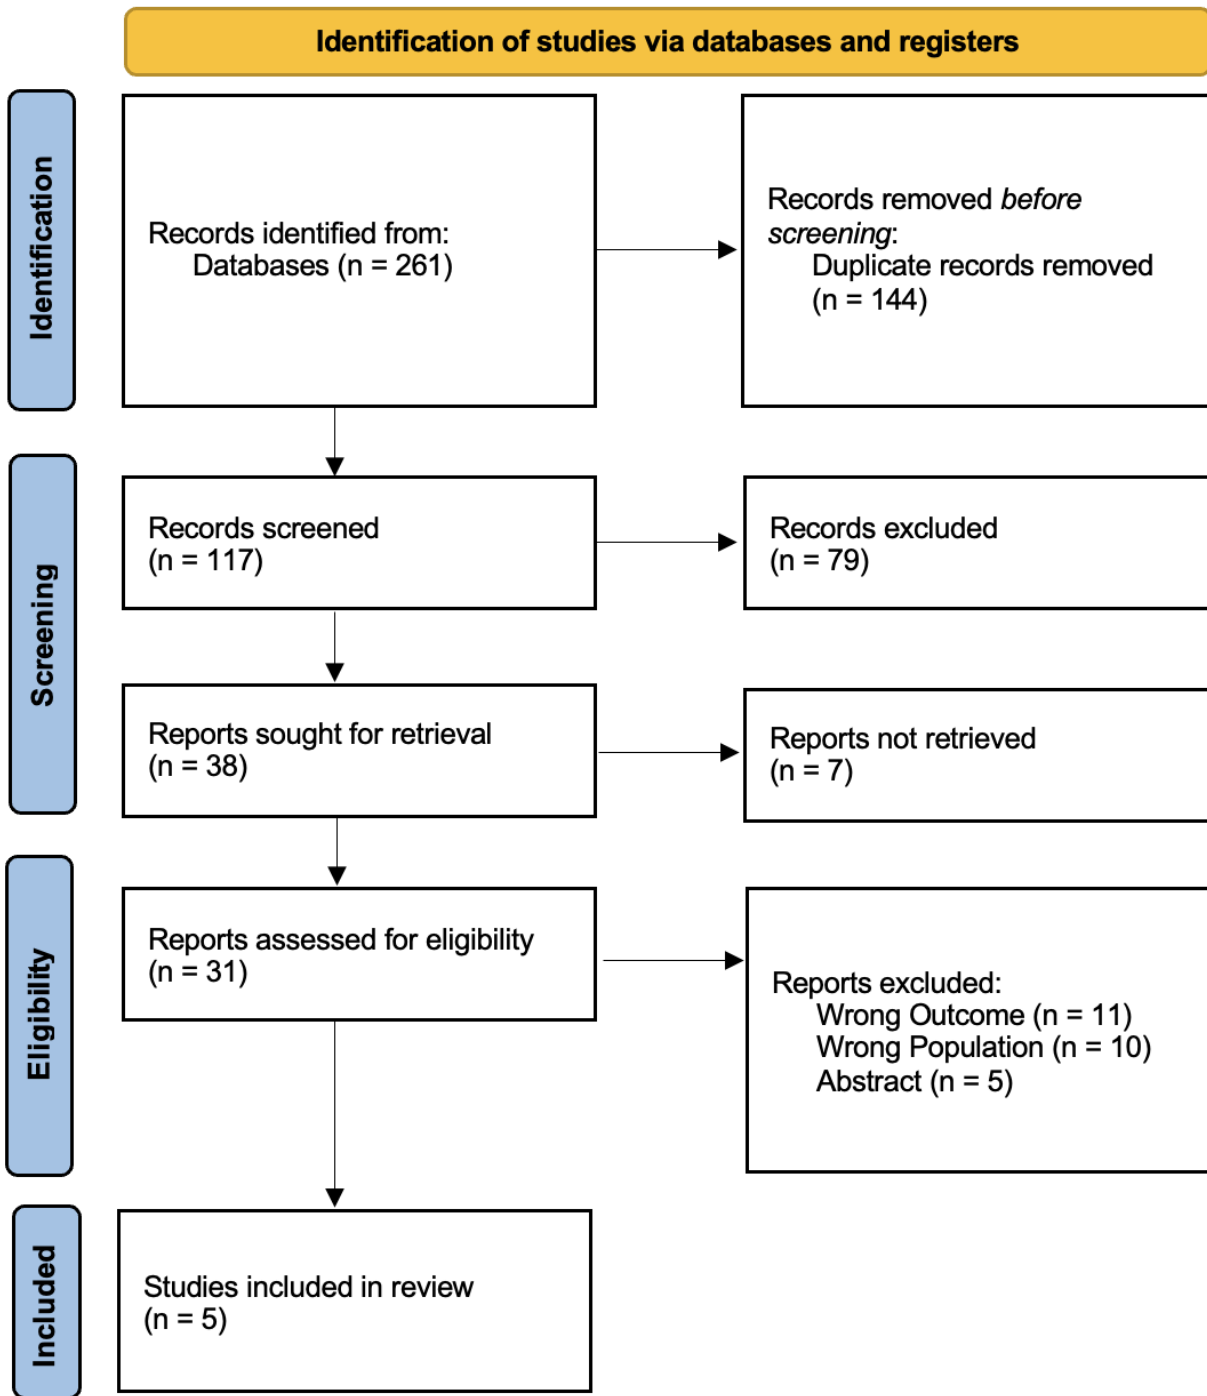 Identification of studies via databases and registers
Identification
Records identified from:
Databases (n = 261)
Records removed before
screening:
Duplicate records removed
(n = 144)
Screening
Records screened
(n = 117)
Records excluded
(n = 79)
Reports sought for retrieval
(n = 38)
Reports not retrieved
(n = 7)
Eligibility
Reports assessed for eligibility
(n = 31)
Reports excluded:
Wrong Outcome (n = 11)
Wrong Population (n = 10)
Abstract (n = 5)
Included
Studies included in review
(n = 5)